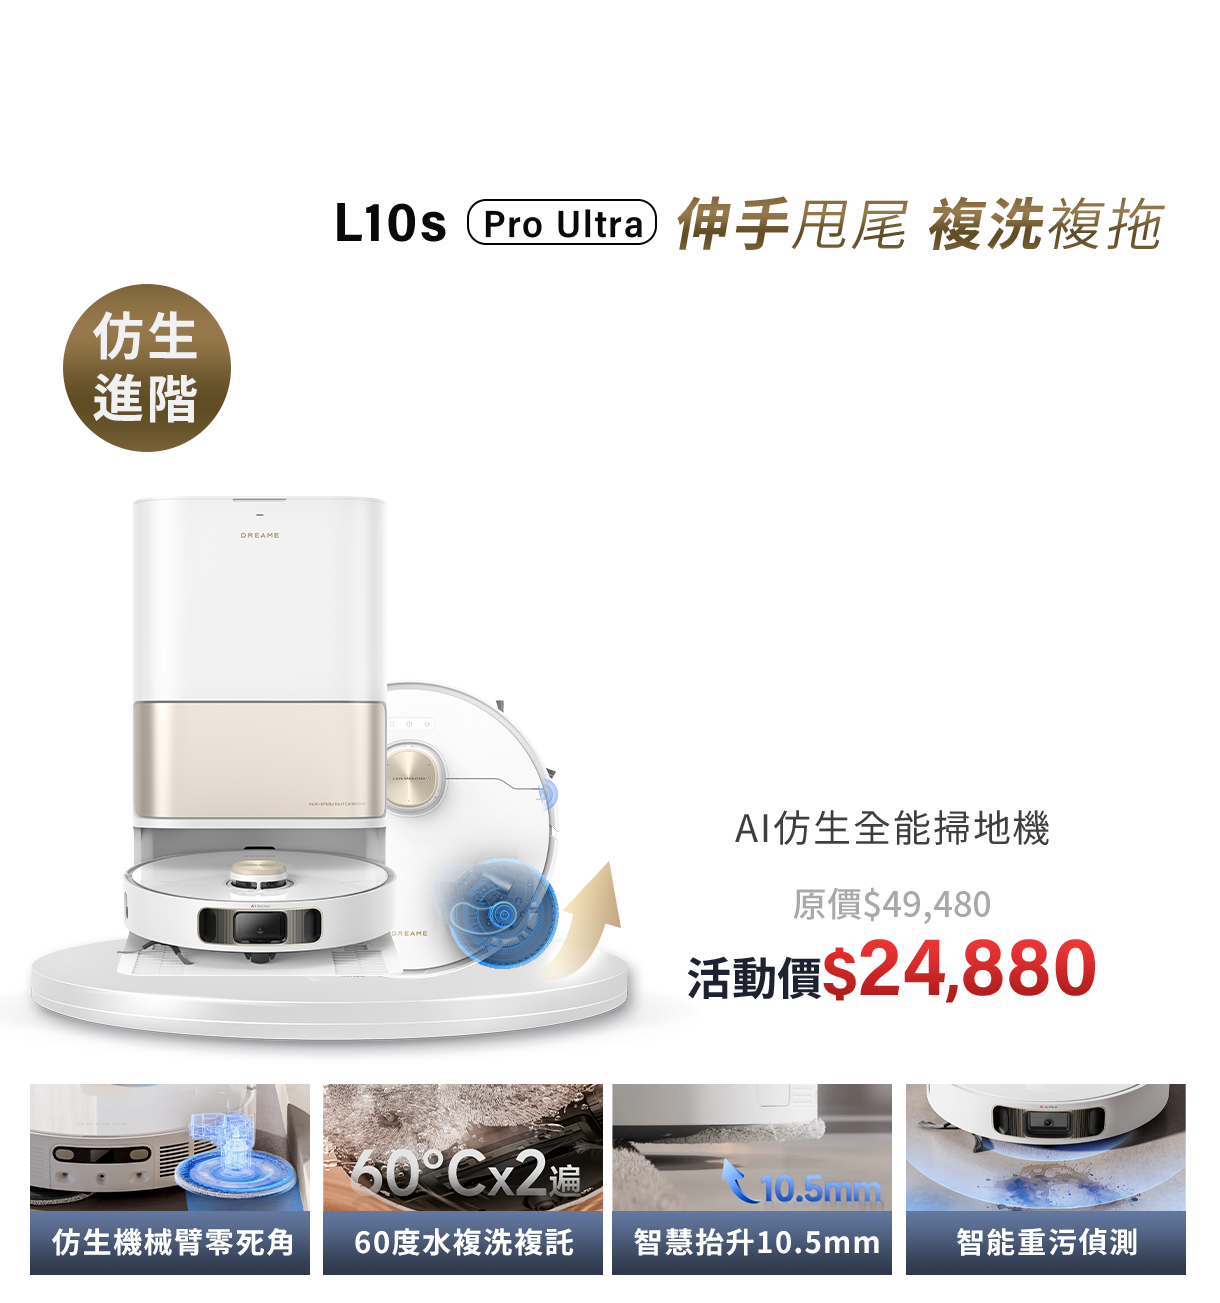 L10s Pro Ultra 伸手甩尾 複洗複拖
仿生
進階
DREAME
DREAME
AI仿生全能掃地機
原價$49,480
活動價$24,880
60°Cx2遍
10.5mm
仿生機械臂零死角
60度水複洗複託
智慧抬升10.5mm
智能重污偵測